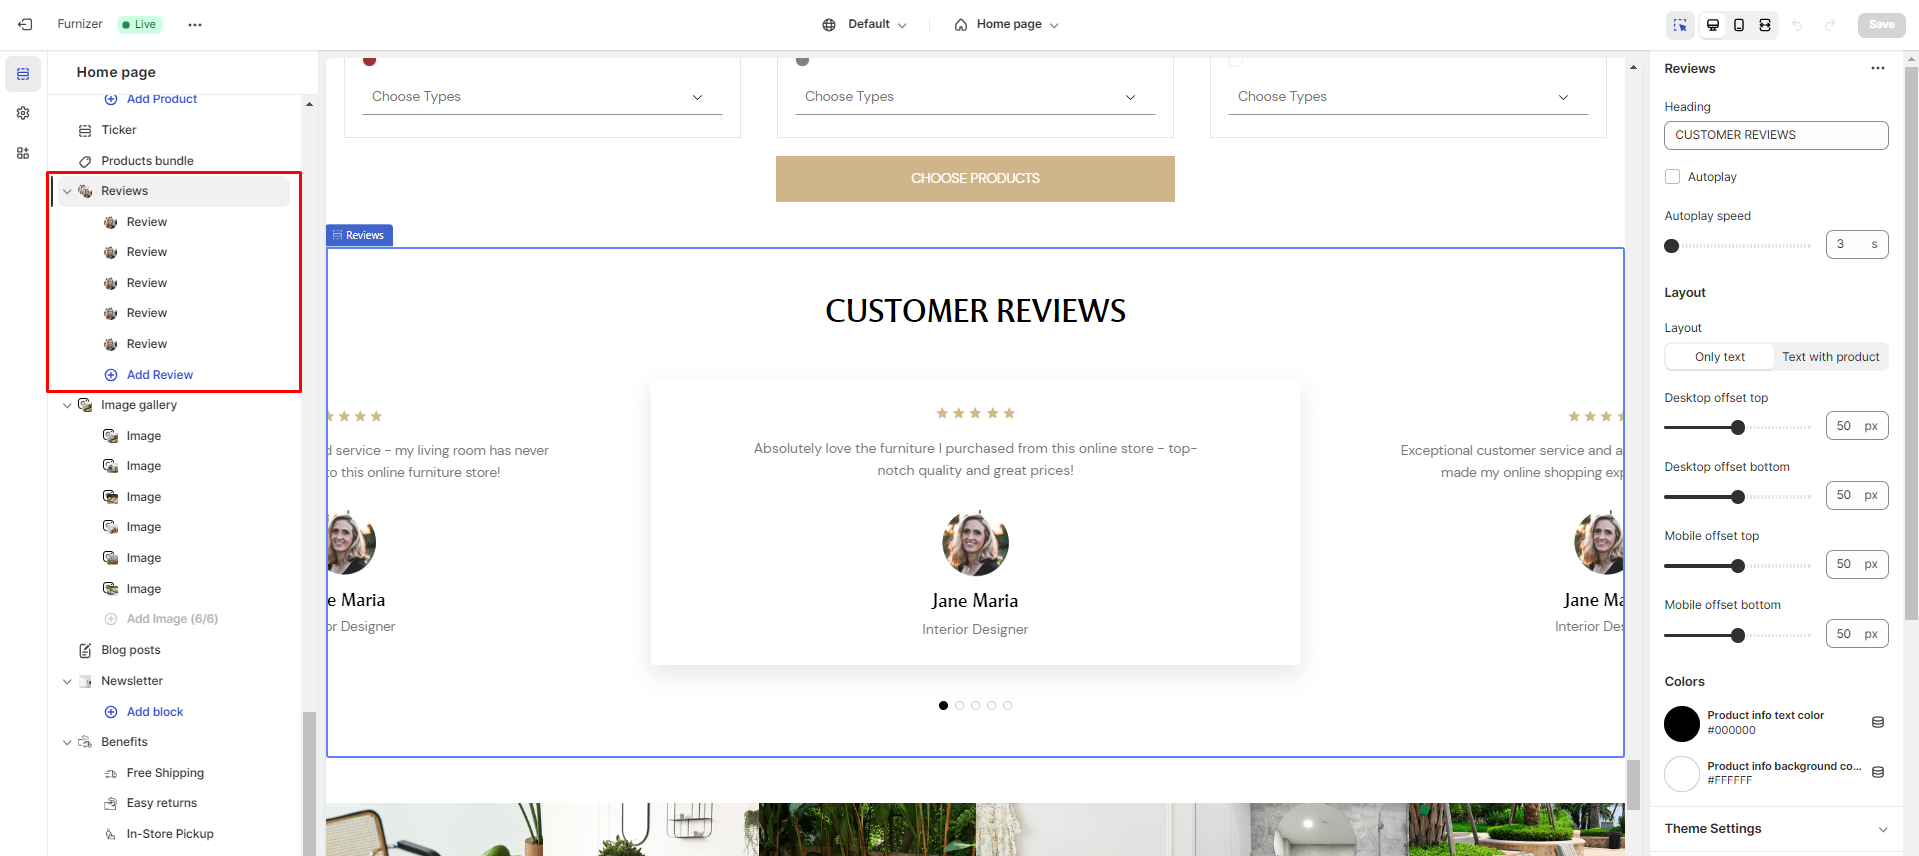 Furnizer
Live
Default
Home page
Save
Home page
Add Product
Ticker
Products bundle
Reviews
Review
Review
Review
Review
Review
Add Review
Image gallery
Image
Image
Image
Image
Image
Image
Add Image (6/6)
Blog posts
Newsletter
Add block
Benefits
Free Shipping
Easy returns
In-Store Pickup
Choose Types
Choose Types
Choose Types
CHOOSE PRODUCTS
Reviews
CUSTOMER REVIEWS
d service - my living room has never
to this online furniture store!
e Maria
or Designer
Absolutely love the furniture I purchased from this online store - top-
notch quality and great prices!
Jane Maria
Interior Designer
Exceptional customer service and a
made my online shopping exp
Jane Ma
Interior Des
Reviews
Heading
CUSTOMER REVIEWS
Autoplay
Autoplay speed
3 s
Layout
Layout
Only text
Text with product
Desktop offset top
50 px
Desktop offset bottom
50 px
Mobile offset top
50 px
Mobile offset bottom
50 px
Colors
Product info text color
#000000
Product info background co...
#FFFFFF
Theme Settings